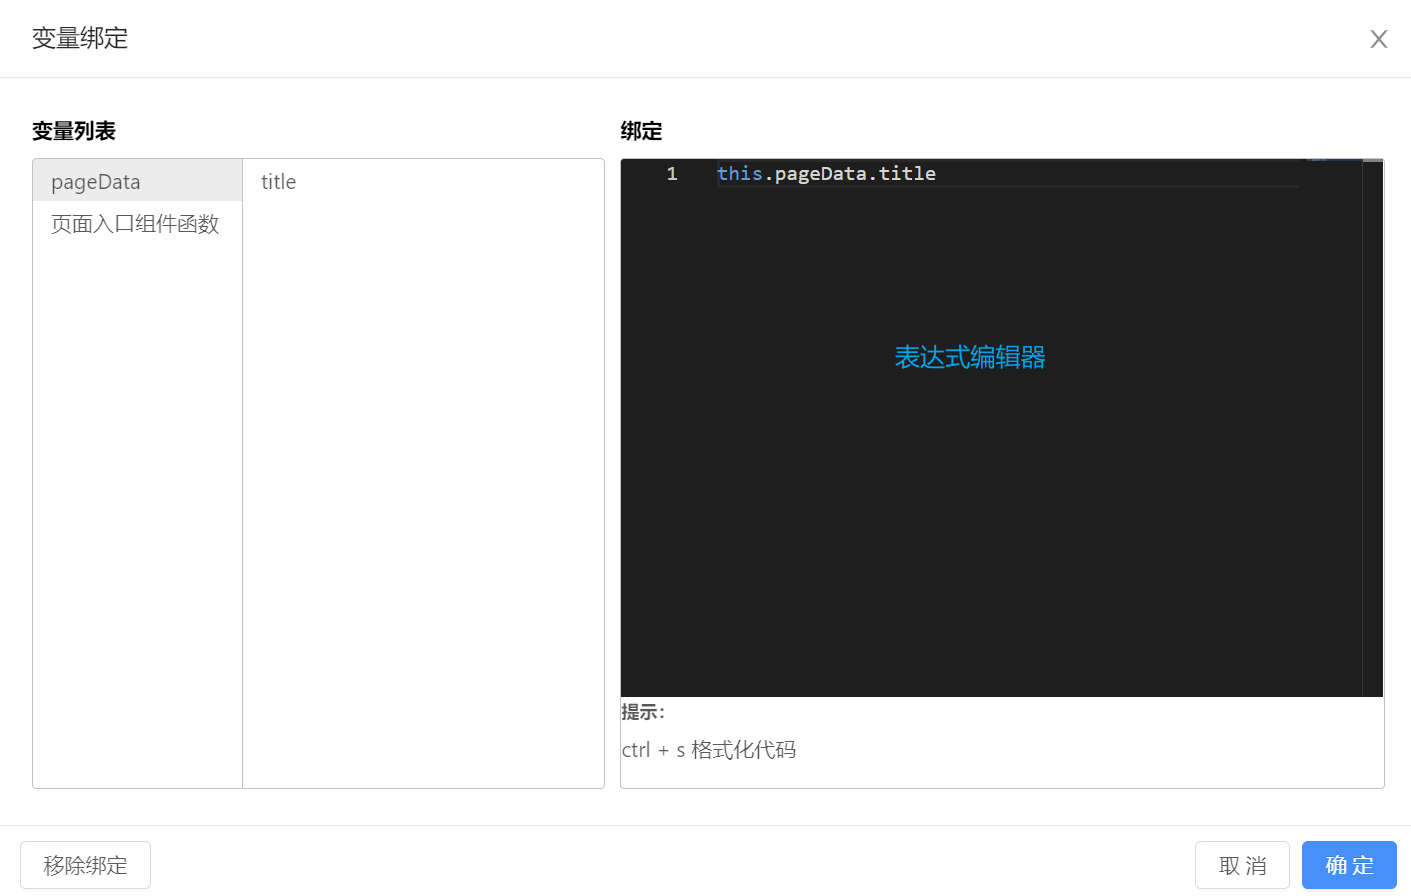 变量绑定
变量列表
pageData
页面入口组件函数
title
绑定
1 this.pageData.title
表达式编辑器
提示：
ctrl + s 格式化代码
移除绑定
取 消
确 定